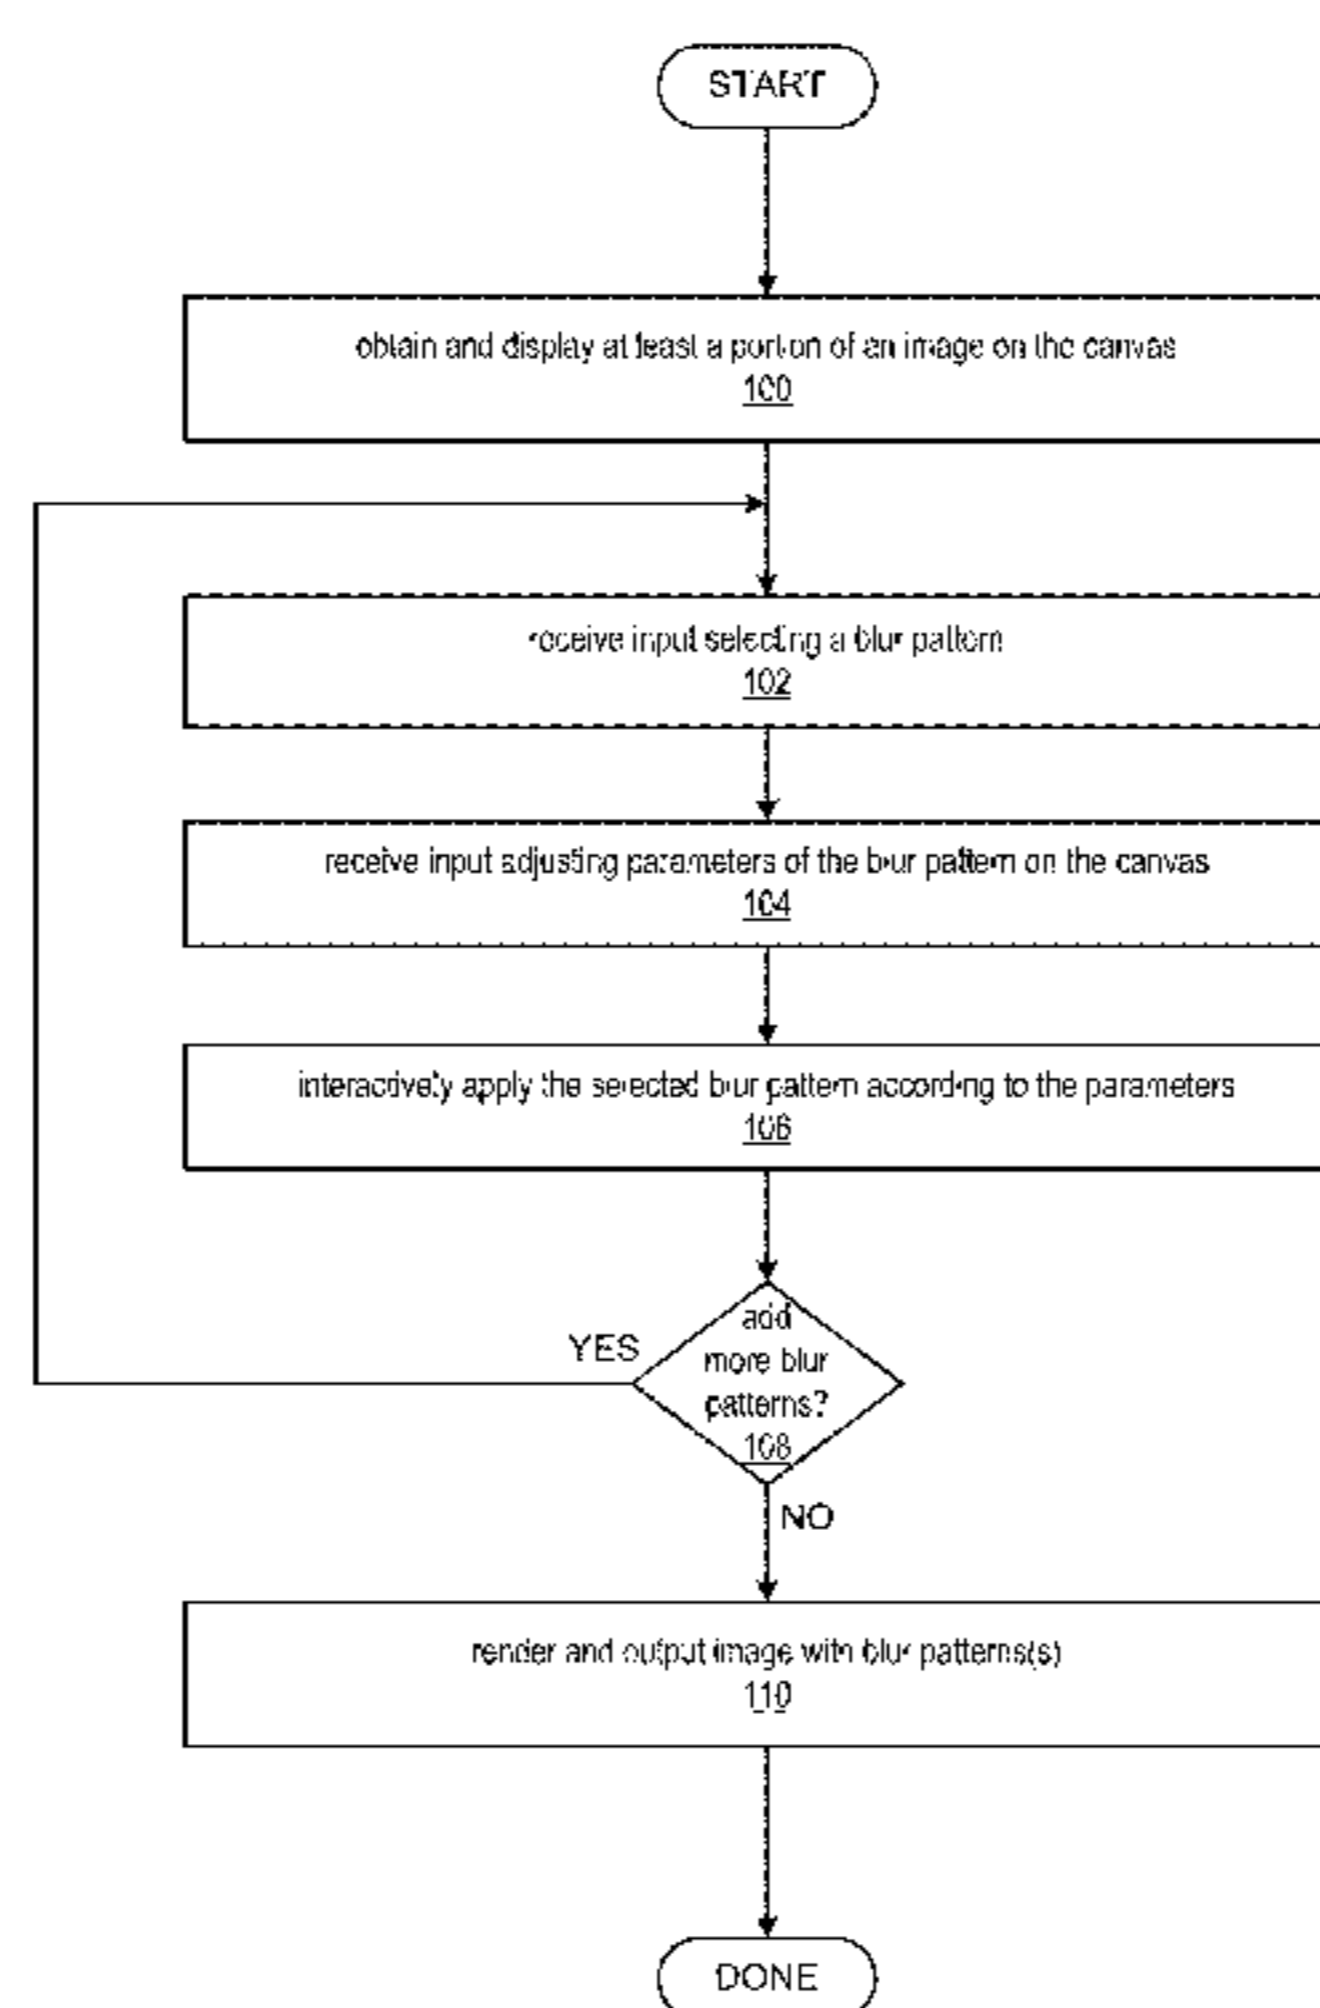 START
obtain and display at least a portion of an image on the canvas
100
receive input selecting a blur pattern
102
receive input adjusting parameters of the blur pattern on the canvas
104
interactively apply the selected blur pattern according to the parameters
106
add
more blur
patterns?
108
YES
NO
render and output image with blur patterns(s)
110
DONE